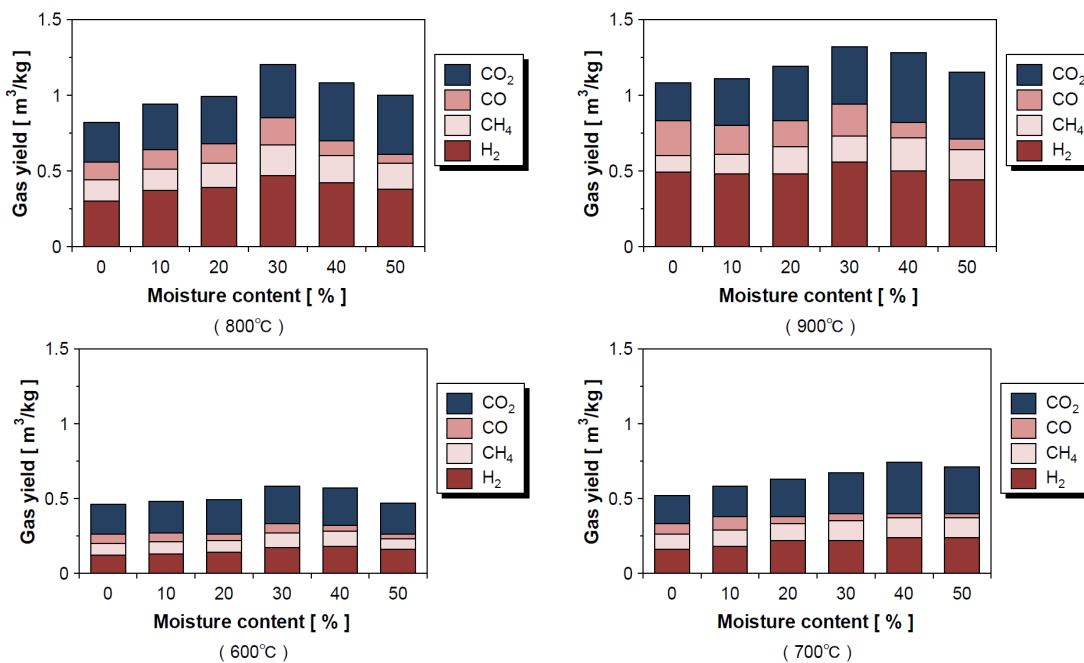 1.5
1
0.5
0
Gas yield [ m³/kg ]
0 10 20 30 40 50
Moisture content [ % ]
( 800℃ )
CO₂
CO
CH₄
H₂
1.5
1
0.5
0
Gas yield [ m³/kg ]
0 10 20 30 40 50
Moisture content [ % ]
( 900℃ )
CO₂
CO
CH₄
H₂
1.5
1
0.5
0
Gas yield [ m³/kg ]
0 10 20 30 40 50
Moisture content [ % ]
( 600℃ )
CO₂
CO
CH₄
H₂
1.5
1
0.5
0
Gas yield [ m³/kg ]
0 10 20 30 40 50
Moisture content [ % ]
( 700℃ )
CO₂
CO
CH₄
H₂